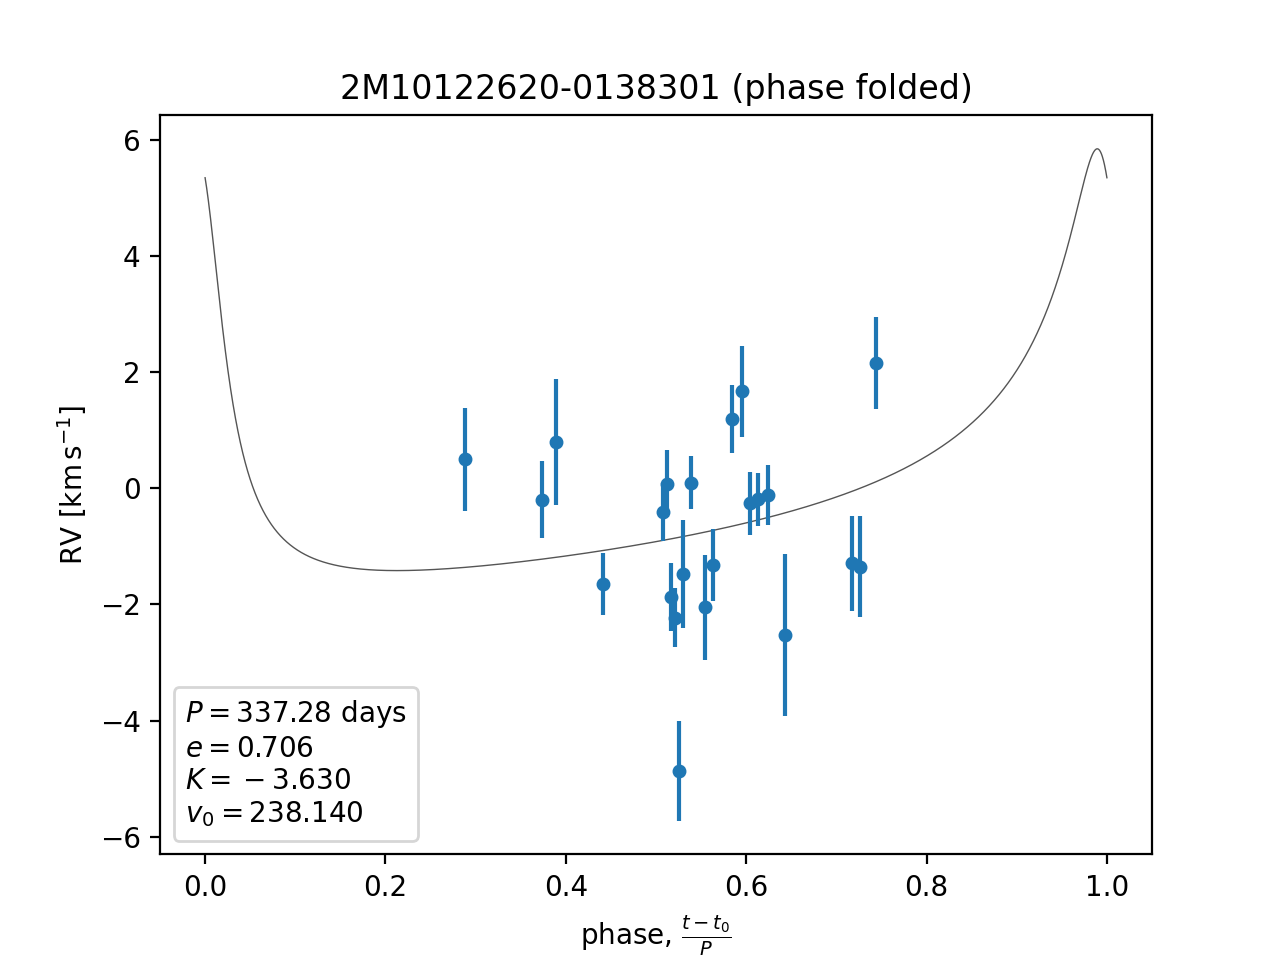 2M10122620-0138301 (phase folded)
6
4
2
0
−2
−4
−6
RV [km s⁻¹]
P = 337.28 days
e = 0.706
K = −3.630
v₀ = 238.140
0.0 0.2 0.4 0.6 0.8 1.0
phase, (t − t₀)/P